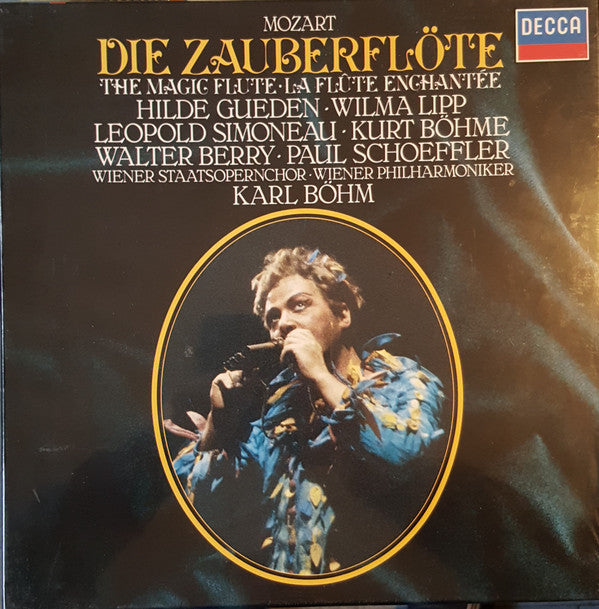 MOZART
DECCA
DIE ZAUBERFLÖTE
THE MAGIC FLUTE · LA FLÛTE ENCHANTÉE
HILDE GUEDEN · WILMA LIPP
LEOPOLD SIMONEAU · KURT BÖHME
WALTER BERRY · PAUL SCHOEFFLER
WIENER STAATSOPERNCHOR · WIENER PHILHARMONIKER
KARL BÖHM